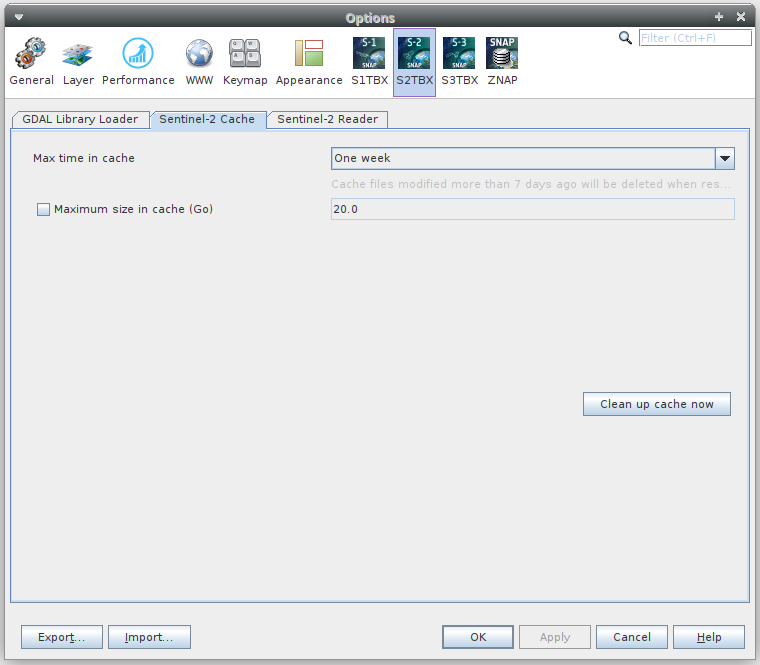 Options
Filter (Ctrl+F)
S-1 S-2 S-3 SNAP
Q W A S
SNAP SNAP SNAP
General Layer Performance WWW Keymap Appearance S1TBX S2TBX S3TBX ZNAP
GDAL Library Loader Sentinel-2 Cache Sentinel-2 Reader
Max time in cache One week
Cache files modified more than 7 days ago will be deleted when res...
Maximum size in cache (Go) 20.0
Clean up cache now
Export... Import... OK Apply Cancel Help